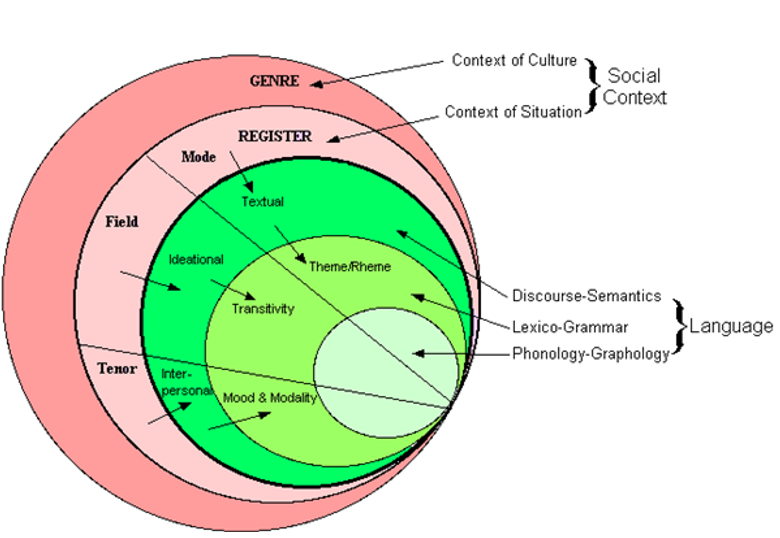 Context of Culture
GENRE
Social
Context
Context of Situation
REGISTER
Mode
Textual
Field
Ideational
Theme/Rheme
Transitivity
Discourse-Semantics
Lexico-Grammar
Language
Phonology-Graphology
Tenor
Inter-
personal
Mood & Modality